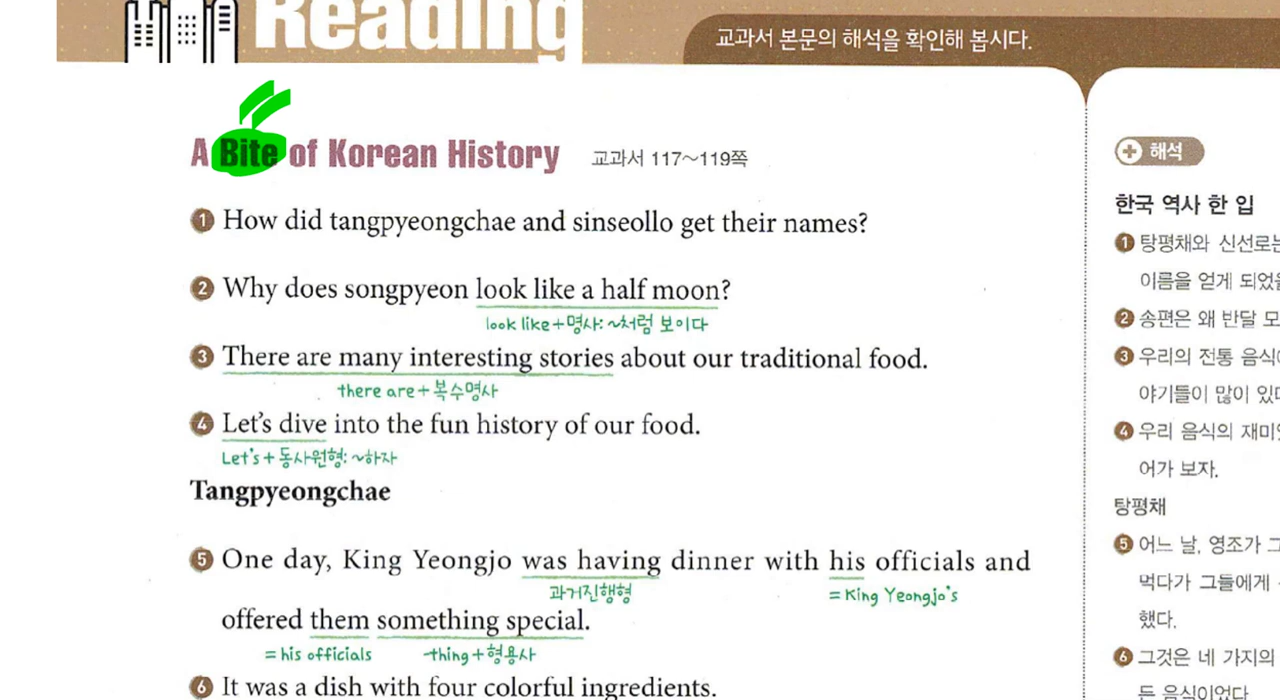 Reading
교과서 본문의 해석을 확인해 봅시다.
A Bite of Korean History 교과서 117~119쪽
1 How did tangpyeongchae and sinseollo get their names?
2 Why does songpyeon look like a half moon?
look like+명사: ~처럼 보이다
3 There are many interesting stories about our traditional food.
there are+복수명사
4 Let's dive into the fun history of our food.
Let's+동사원형: ~하자
Tangpyeongchae
5 One day, King Yeongjo was having dinner with his officials and
과거진행형 =King Yeongjo's
offered them something special.
=his officials -thing+형용사
6 It was a dish with four colorful ingredients.
해석
한국 역사 한 입
1 탕평채와 신선로는
이름을 얻게 되었을
2 송편은 왜 반달 모
3 우리의 전통 음식에
야기들이 많이 있다
4 우리 음식의 재미있
어가 보자.
탕평채
5 어느 날, 영조가 그
먹다가 그들에게
했다.
6 그것은 네 가지의
든 음식이었다